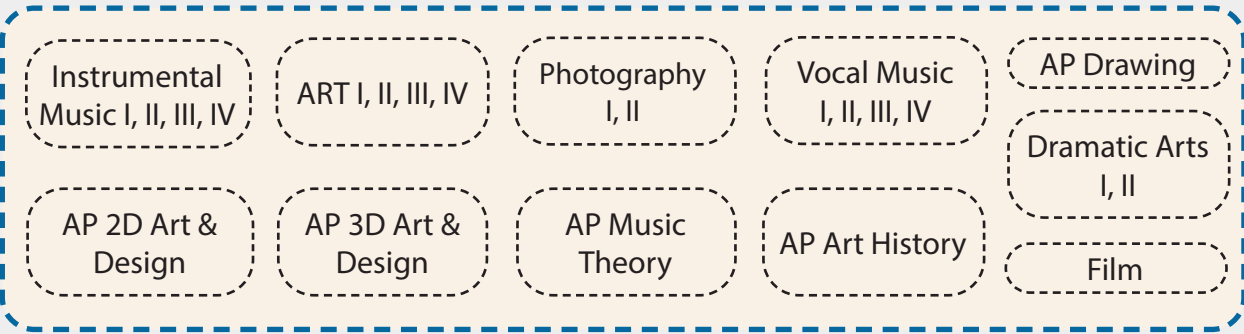 Instrumental
Music I, II, III, IV
ART I, II, III, IV
Photography
I, II
Vocal Music
I, II, III, IV
AP Drawing
Dramatic Arts
I, II
AP 2D Art &
Design
AP 3D Art &
Design
AP Music
Theory
AP Art History
Film